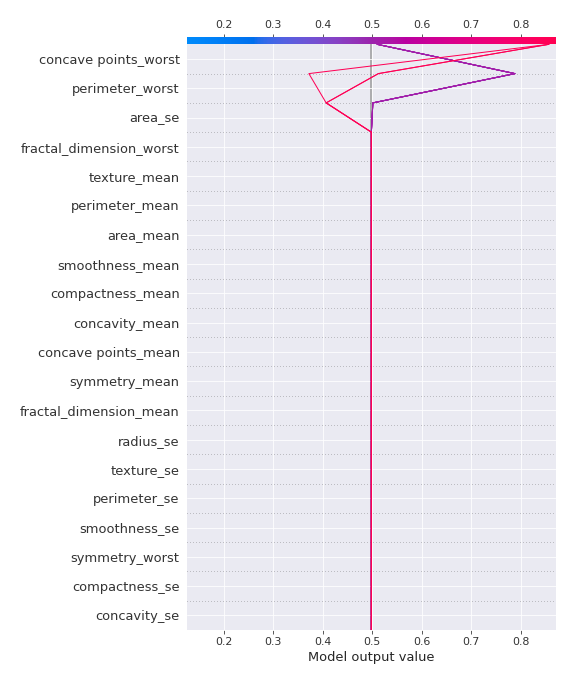 0.2 0.3 0.4 0.5 0.6 0.7 0.8
concave points_worst
perimeter_worst
area_se
fractal_dimension_worst
texture_mean
perimeter_mean
area_mean
smoothness_mean
compactness_mean
concavity_mean
concave points_mean
symmetry_mean
fractal_dimension_mean
radius_se
texture_se
perimeter_se
smoothness_se
symmetry_worst
compactness_se
concavity_se
0.2 0.3 0.4 0.5 0.6 0.7 0.8
Model output value